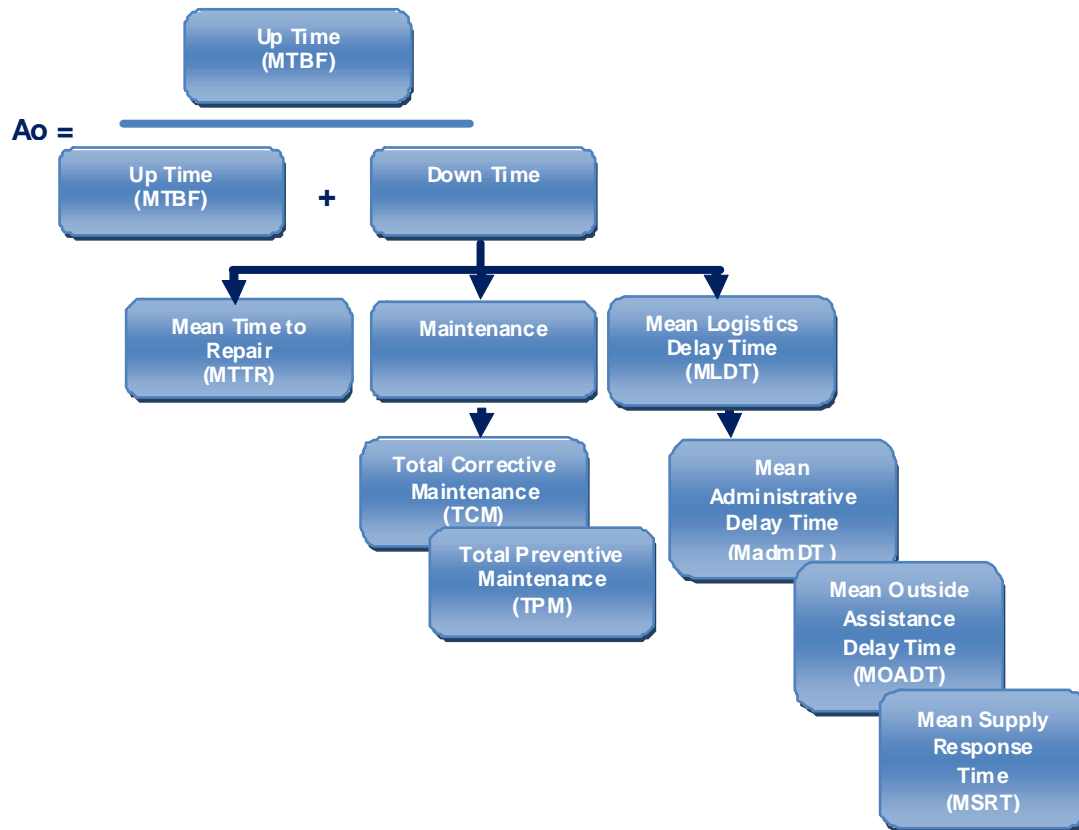 Up Time
(MTBF)
Ao =
Up Time
(MTBF)
+
Down Time
Mean Time to
Repair
(MTTR)
Maintenance
Mean Logistics
Delay Time
(MLDT)
Total Corrective
Maintenance
(TCM)
Total Preventive
Maintenance
(TPM)
Mean
Administrative
Delay Time
(MadmDT )
Mean Outside
Assistance
Delay Time
(MOADT)
Mean Supply
Response
Time
(MSRT)